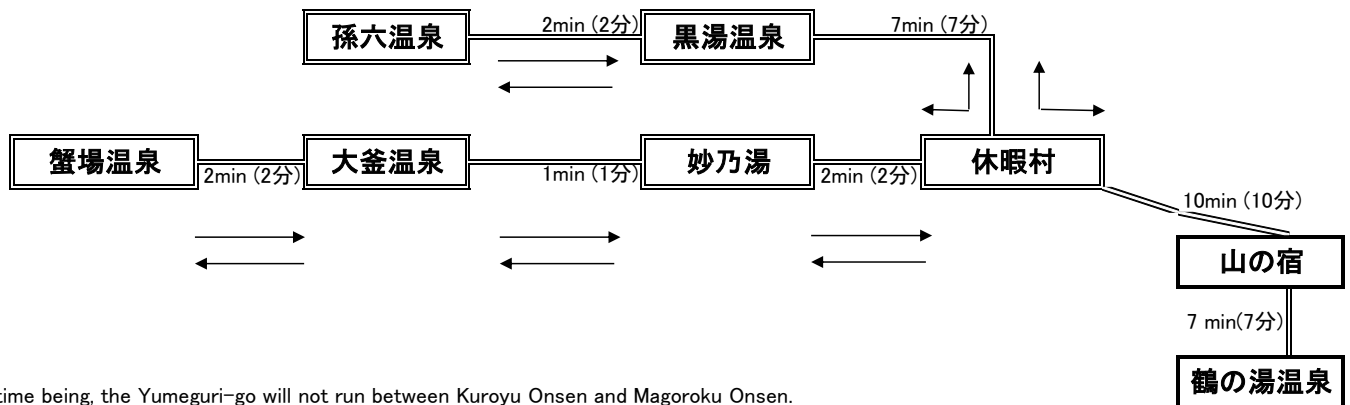 孫六温泉
2min (2分)
黒湯温泉
7min (7分)
蟹場温泉
2min (2分)
大釜温泉
1min (1分)
妙乃湯
2min (2分)
休暇村
10min (10分)
山の宿
7 min(7分)
鶴の湯温泉
time being, the Yumeguri-go will not run between Kuroyu Onsen and Magoroku Onsen.